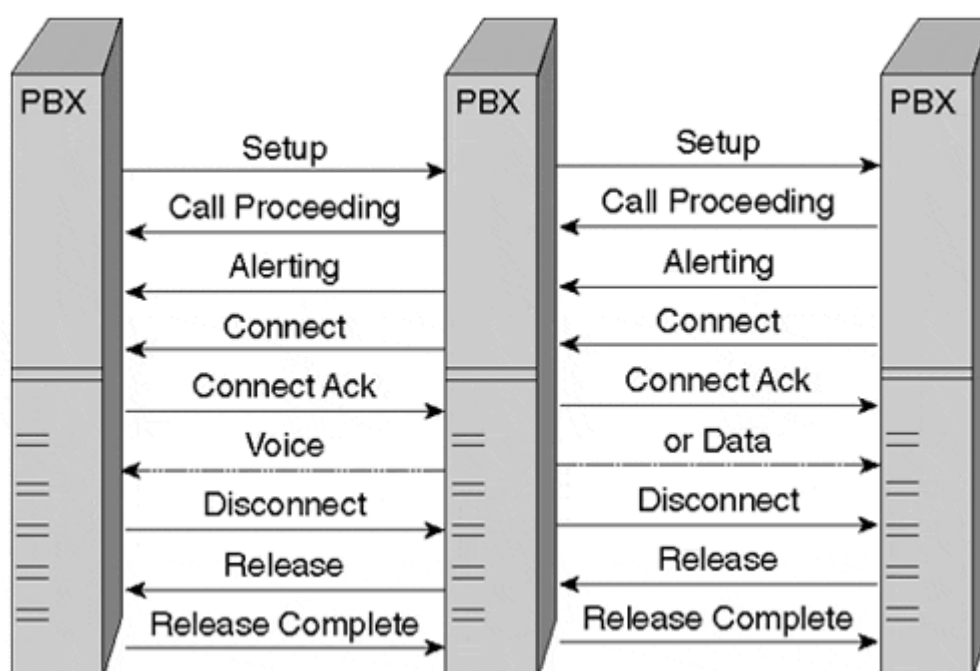 PBX
PBX
PBX
Setup
Setup
Call Proceeding
Call Proceeding
Alerting
Alerting
Connect
Connect
Connect Ack
Connect Ack
Voice
or Data
Disconnect
Disconnect
Release
Release
Release Complete
Release Complete